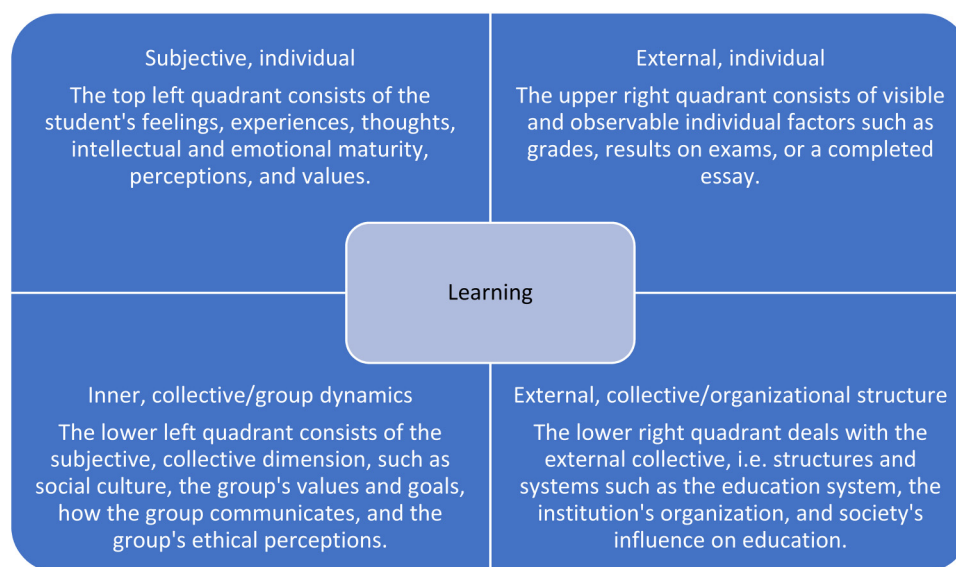 Subjective, individual
The top left quadrant consists of the
student's feelings, experiences, thoughts,
intellectual and emotional maturity,
perceptions, and values.
External, individual
The upper right quadrant consists of visible
and observable individual factors such as
grades, results on exams, or a completed
essay.
Learning
Inner, collective/group dynamics
The lower left quadrant consists of the
subjective, collective dimension, such as
social culture, the group's values and goals,
how the group communicates, and the
group's ethical perceptions.
External, collective/organizational structure
The lower right quadrant deals with the
external collective, i.e. structures and
systems such as the education system, the
institution's organization, and society's
influence on education.